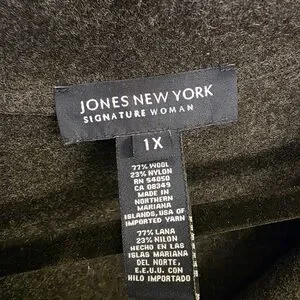 JONES NEW YORK
SIGNATURE WOMAN
1X
77% WOOL
23% NYLON
RN 54050
CA 08349
MADE IN
NORTHERN
MARIANA
ISLANDS, USA OF
IMPORTED YARN
77% LANA
23% NILON
HECHO EN LAS
ISLAS MARIANA
DEL NORTE,
E.E.U.U. CON
HILO IMPORTADO